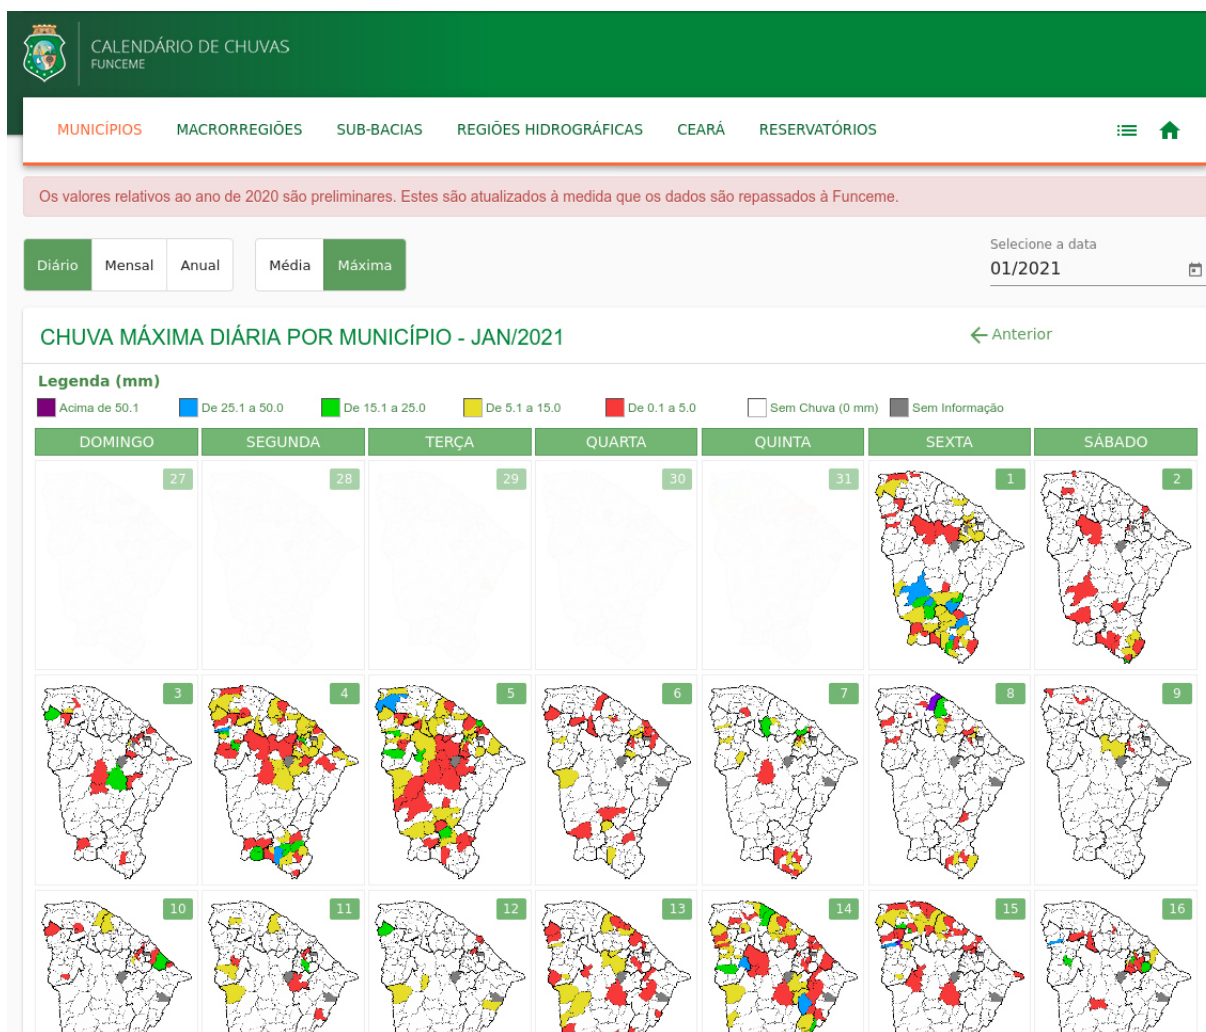 CALENDÁRIO DE CHUVAS
FUNCEME
MUNICÍPIOS MACRORREGIÕES SUB-BACIAS REGIÕES HIDROGRÁFICAS CEARÁ RESERVATÓRIOS
Os valores relativos ao ano de 2020 são preliminares. Estes são atualizados à medida que os dados são repassados à Funceme.
Selecione a data
Diário Mensal Anual Média Máxima 01/2021
CHUVA MÁXIMA DIÁRIA POR MUNICÍPIO - JAN/2021 Anterior
Legenda (mm)
Acima de 50.1 De 25.1 a 50.0 De 15.1 a 25.0 De 5.1 a 15.0 De 0.1 a 5.0 Sem Chuva (0 mm) Sem Informação
DOMINGO SEGUNDA TERÇA QUARTA QUINTA SEXTA SÁBADO
27 28 29 30 31 1 2
3 4 5 6 7 8 9
10 11 12 13 14 15 16